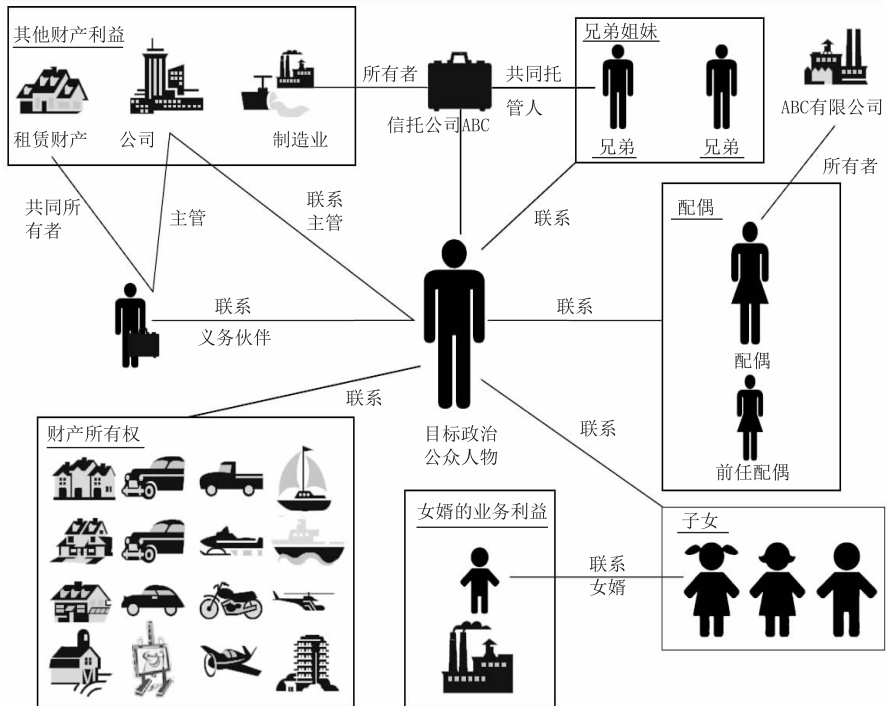 其他财产利益
租赁财产
公司
制造业
所有者
信托公司ABC
共同托
管人
兄弟姐妹
兄弟
兄弟
ABC有限公司
所有者
共同所
有者
主管
联系
主管
联系
配偶
配偶
前任配偶
联系
义务伙伴
联系
联系
目标政治
公众人物
联系
财产所有权
女婿的业务利益
联系
女婿
子女